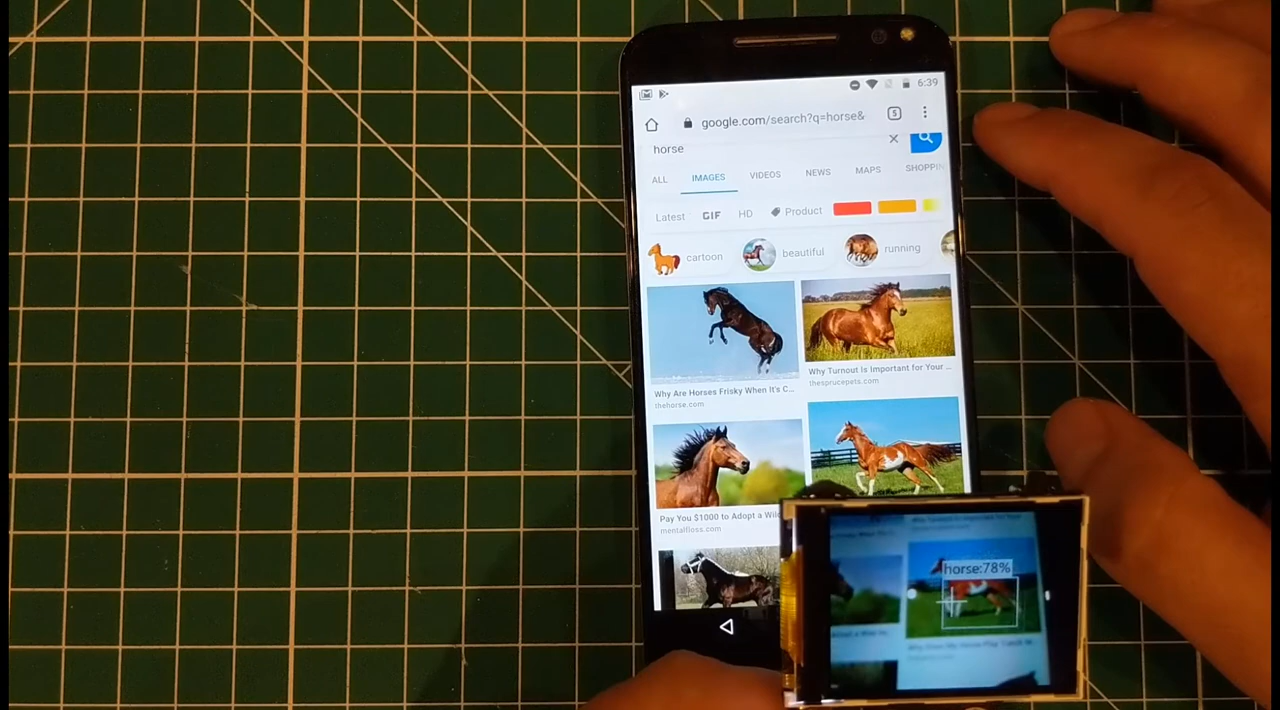 6:39
google.com/search?q=horse&
5
horse
ALL IMAGES VIDEOS NEWS MAPS SHOPPIN
Latest GIF HD Product
cartoon beautiful running
Why Are Horses Frisky When It's C...
thehorse.com
Why Turnout Is Important for Your ...
thesprucepets.com
Pay You $1000 to Adopt a Wil
mentalfloss.com
horse:78%